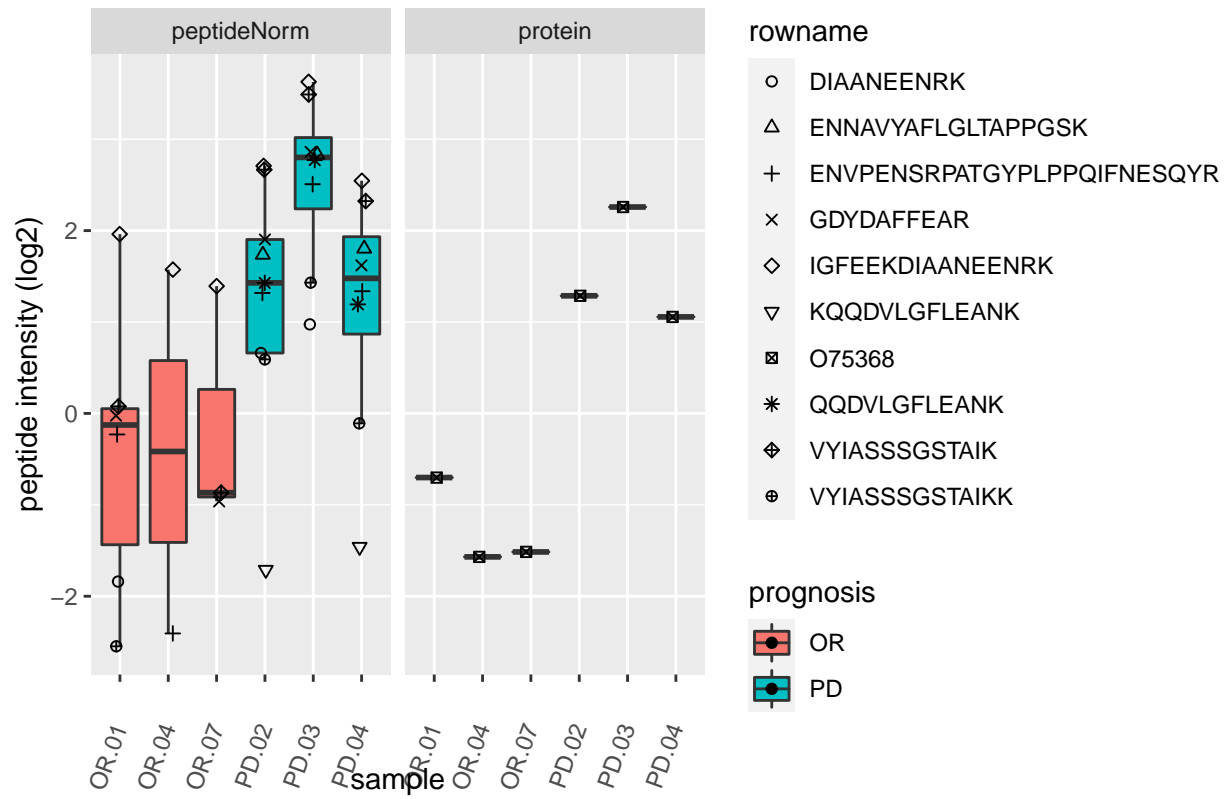 peptideNorm
protein
peptide intensity (log2)
2
0
−2
OR.01
OR.04
OR.07
PD.02
PD.03
PD.04
OR.01
OR.04
OR.07
PD.02
PD.03
PD.04
sample
rowname
DIAANEENRK
ENNAVYAFLGLTAPPGSK
ENVPENSRPATGYPLPPQIFNESQYR
GDYDAFFEAR
IGFEEKDIAANEENRK
KQQDVLGFLEANK
O75368
QQDVLGFLEANK
VYIASSSGSTAIK
VYIASSSGSTAIKK
prognosis
OR
PD